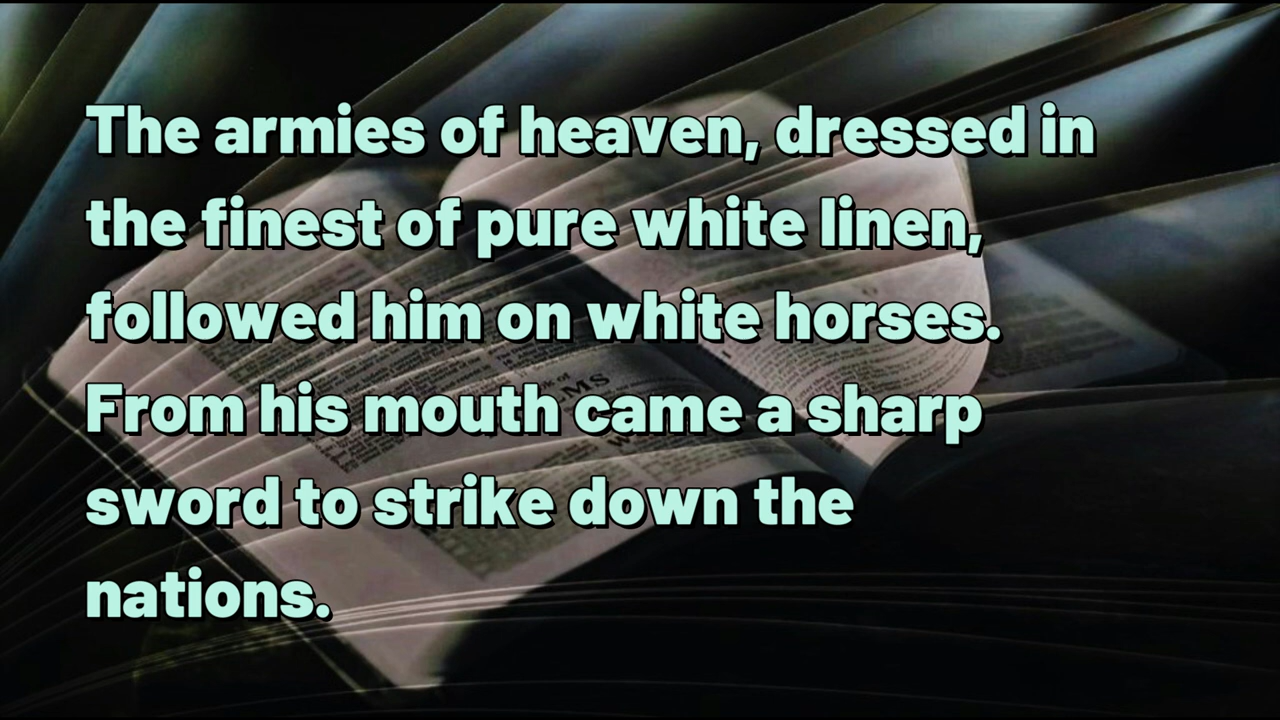 The armies of heaven, dressed in
the finest of pure white linen,
followed him on white horses.
From his mouth came a sharp
sword to strike down the
nations.